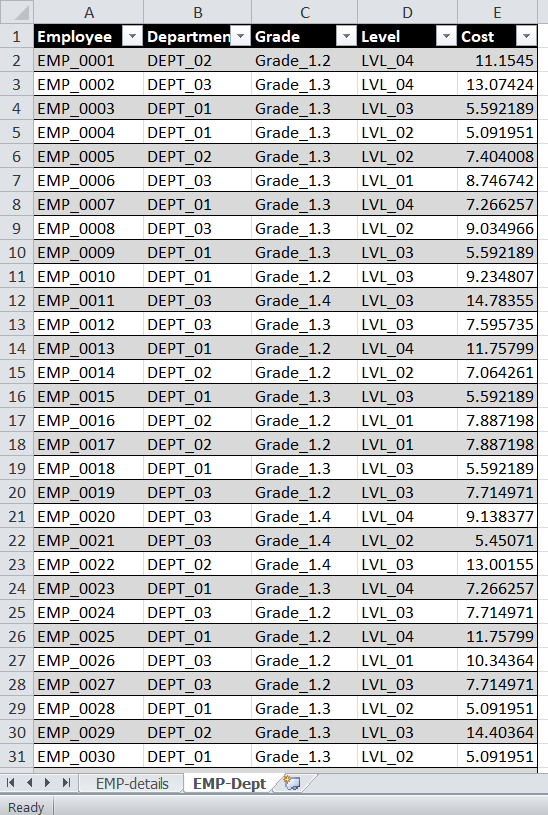 A B C D E
1 Employee Departmen Grade Level Cost
2 EMP_0001 DEPT_02 Grade_1.2 LVL_04 11.1545
3 EMP_0002 DEPT_03 Grade_1.3 LVL_04 13.07424
4 EMP_0003 DEPT_01 Grade_1.3 LVL_03 5.592189
5 EMP_0004 DEPT_01 Grade_1.3 LVL_02 5.091951
6 EMP_0005 DEPT_02 Grade_1.3 LVL_02 7.404008
7 EMP_0006 DEPT_03 Grade_1.3 LVL_01 8.746742
8 EMP_0007 DEPT_01 Grade_1.3 LVL_04 7.266257
9 EMP_0008 DEPT_03 Grade_1.3 LVL_02 9.034966
10 EMP_0009 DEPT_01 Grade_1.3 LVL_03 5.592189
11 EMP_0010 DEPT_01 Grade_1.2 LVL_03 9.234807
12 EMP_0011 DEPT_03 Grade_1.4 LVL_03 14.78355
13 EMP_0012 DEPT_03 Grade_1.3 LVL_03 7.595735
14 EMP_0013 DEPT_01 Grade_1.2 LVL_04 11.75799
15 EMP_0014 DEPT_02 Grade_1.2 LVL_02 7.064261
16 EMP_0015 DEPT_01 Grade_1.3 LVL_03 5.592189
17 EMP_0016 DEPT_02 Grade_1.2 LVL_01 7.887198
18 EMP_0017 DEPT_02 Grade_1.2 LVL_01 7.887198
19 EMP_0018 DEPT_01 Grade_1.3 LVL_03 5.592189
20 EMP_0019 DEPT_03 Grade_1.2 LVL_03 7.714971
21 EMP_0020 DEPT_03 Grade_1.4 LVL_04 9.138377
22 EMP_0021 DEPT_03 Grade_1.4 LVL_02 5.45071
23 EMP_0022 DEPT_02 Grade_1.4 LVL_03 13.00155
24 EMP_0023 DEPT_01 Grade_1.3 LVL_04 7.266257
25 EMP_0024 DEPT_03 Grade_1.2 LVL_03 7.714971
26 EMP_0025 DEPT_01 Grade_1.2 LVL_04 11.75799
27 EMP_0026 DEPT_03 Grade_1.2 LVL_01 10.34364
28 EMP_0027 DEPT_03 Grade_1.2 LVL_03 7.714971
29 EMP_0028 DEPT_01 Grade_1.3 LVL_02 5.091951
30 EMP_0029 DEPT_02 Grade_1.3 LVL_03 14.40364
31 EMP_0030 DEPT_01 Grade_1.3 LVL_02 5.091951
EMP-details EMP-Dept
Ready